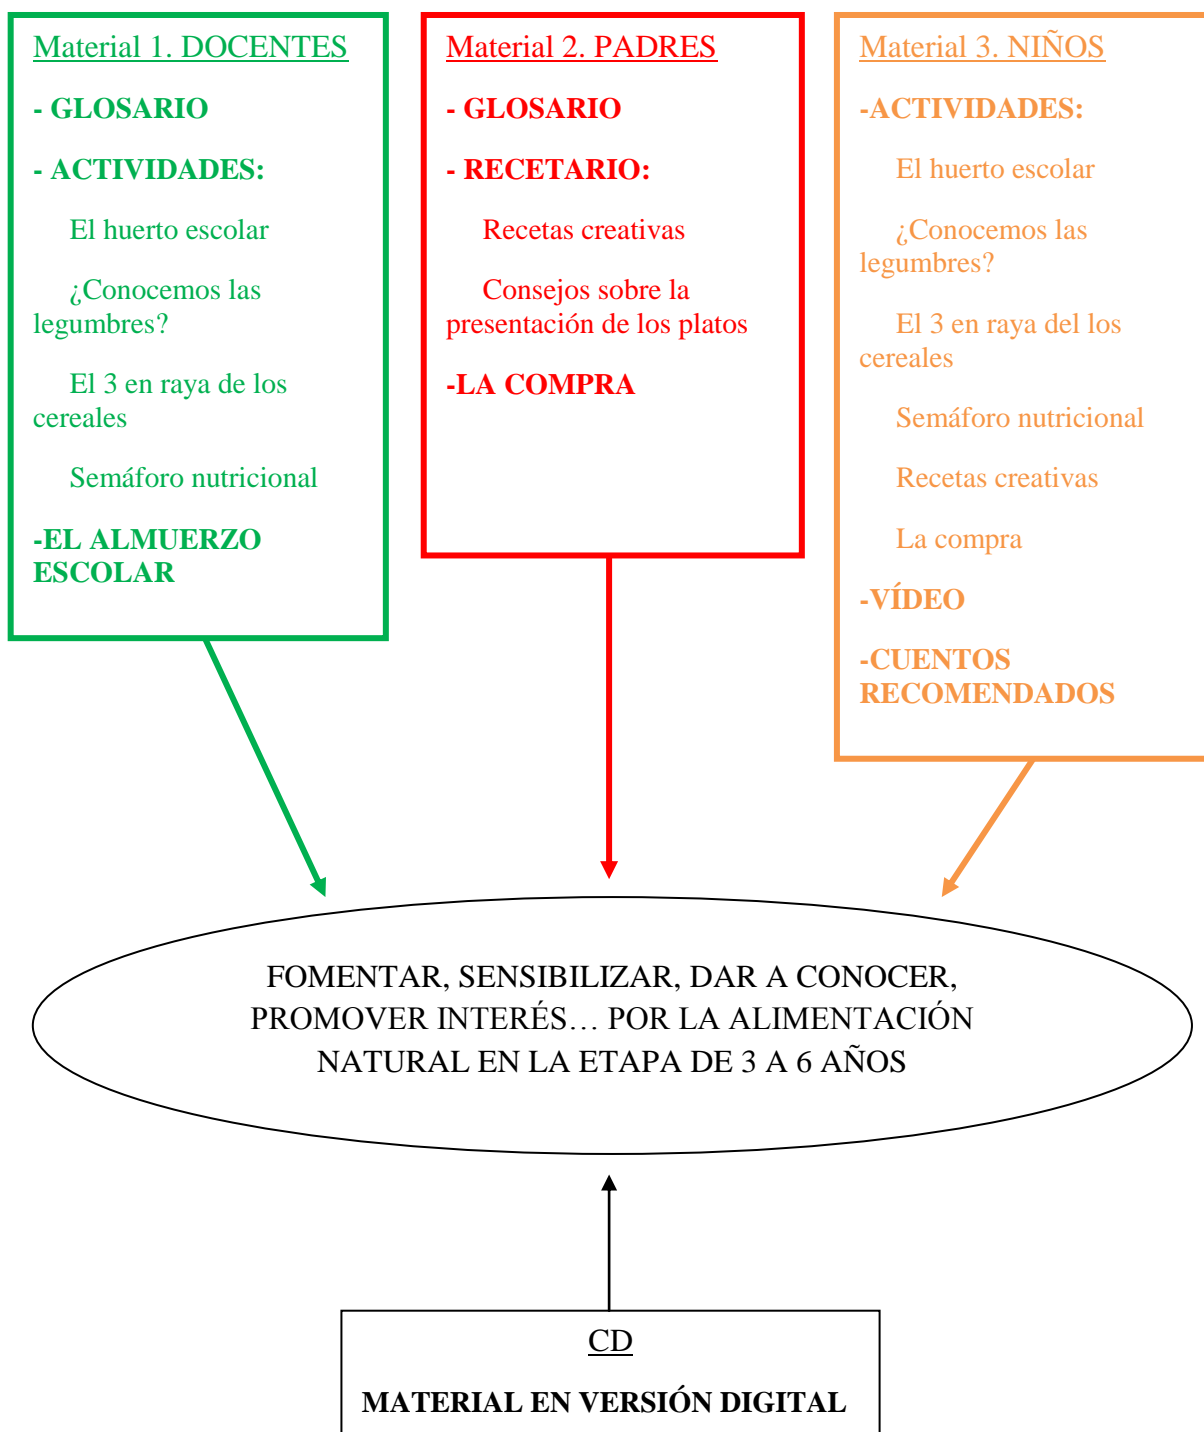 Material 1. DOCENTES
- GLOSARIO
- ACTIVIDADES:
El huerto escolar
¿Conocemos las
legumbres?
El 3 en raya de los
cereales
Semáforo nutricional
-EL ALMUERZO
ESCOLAR
Material 2. PADRES
- GLOSARIO
- RECETARIO:
Recetas creativas
Consejos sobre la
presentación de los platos
-LA COMPRA
Material 3. NIÑOS
-ACTIVIDADES:
El huerto escolar
¿Conocemos las
legumbres?
El 3 en raya del los
cereales
Semáforo nutricional
Recetas creativas
La compra
-VÍDEO
-CUENTOS
RECOMENDADOS
FOMENTAR, SENSIBILIZAR, DAR A CONOCER,
PROMOVER INTERÉS… POR LA ALIMENTACIÓN
NATURAL EN LA ETAPA DE 3 A 6 AÑOS
CD
MATERIAL EN VERSIÓN DIGITAL